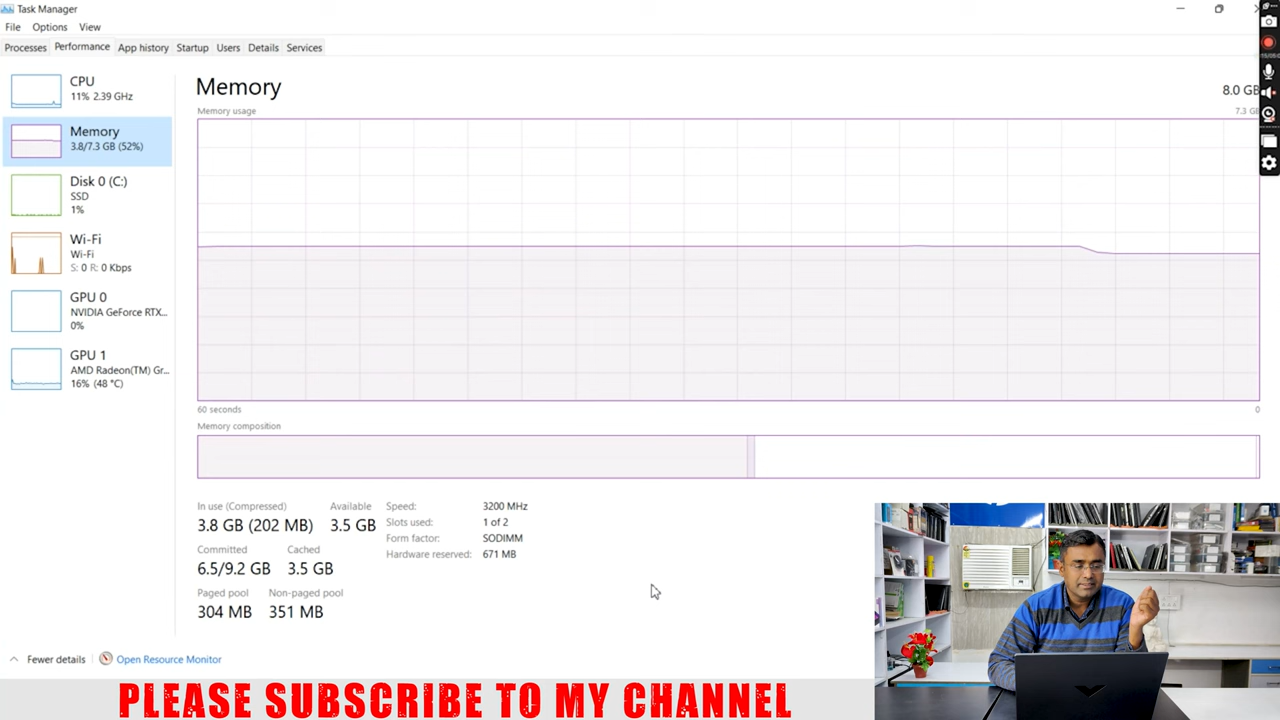 Task Manager
File Options View
Processes Performance App history Startup Users Details Services
CPU
11% 2.39 GHz
Memory
3.8/7.3 GB (52%)
Disk 0 (C:)
SSD
1%
Wi-Fi
Wi-Fi
S: 0 R: 0 Kbps
GPU 0
NVIDIA GeForce RTX...
0%
GPU 1
AMD Radeon(TM) Gr...
16% (48 °C)
Memory 8.0 GB
Memory usage 7.3 GB
60 seconds 0
Memory composition
In use (Compressed) Available
3.8 GB (202 MB) 3.5 GB
Committed Cached
6.5/9.2 GB 3.5 GB
Paged pool Non-paged pool
304 MB 351 MB
Speed: 3200 MHz
Slots used: 1 of 2
Form factor: SODIMM
Hardware reserved: 671 MB
Fewer details Open Resource Monitor
PLEASE SUBSCRIBE TO MY CHANNEL